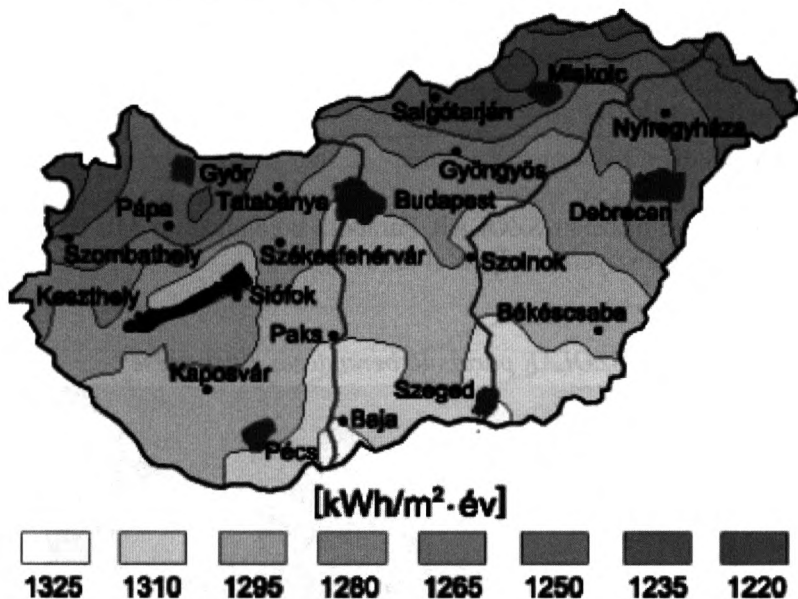 Miskolc
Salgótarján
Nyíregyháza
Győr
Gyöngyös
Tatabánya
Budapest
Debrecen
Pápa
Szombathely
Székesfehérvár
Szolnok
Keszthely
Siófok
Békéscsaba
Paks
Kaposvár
Szeged
Baja
Pécs
[kWh/m²·év]
1325 1310 1295 1280 1265 1250 1235 1220